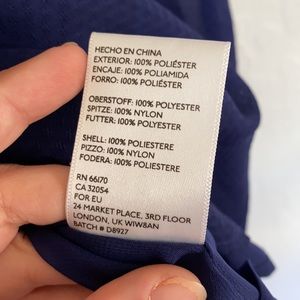 HECHO EN CHINA
EXTERIOR: 100% POLIÉSTER
ENCAJE: 100% POLIAMIDA
FORRO: 100% POLIÉSTER
OBERSTOFF: 100% POLYESTER
SPITZE: 100% NYLON
FUTTER: 100% POLYESTER
SHELL: 100% POLIESTERE
PIZZO: 100% NYLON
FODERA: 100% POLIESTERE
RN 66170
CA 32054
FOR EU
24 MARKET PLACE, 3RD FLOOR
LONDON, UK W1W8AN
BATCH # D8927